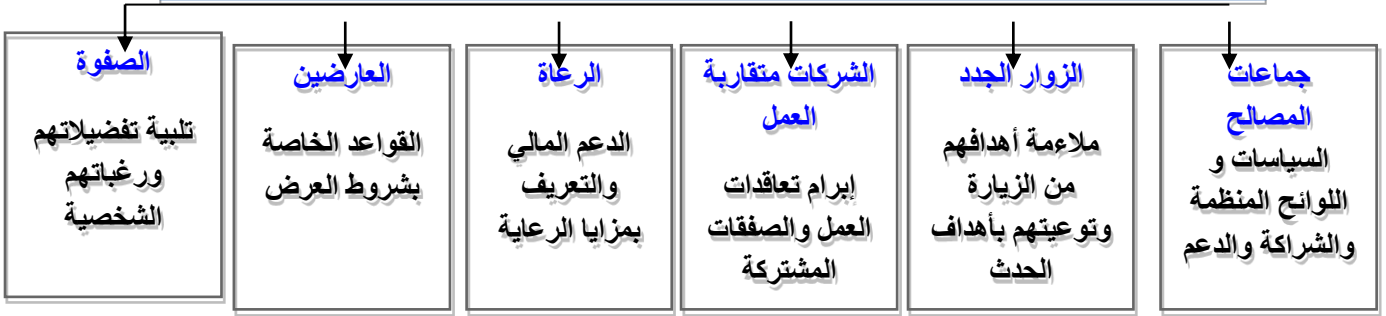 جماعات
المصالح
السياسات و
اللوائح المنظمة
والشراكة والدعم
الزوار الجدد
ملاءمة أهدافهم
من الزيارة
وتوعيتهم بأهداف
الحدث
الشركات متقاربة
العمل
إبرام تعاقدات
العمل والصفقات
المشتركة
الرعاة
الدعم المالي
والتعريف
بمزايا الرعاية
العارضين
القواعد الخاصة
بشروط العرض
الصفوة
تلبية تفضيلاتهم
ورغباتهم
الشخصية